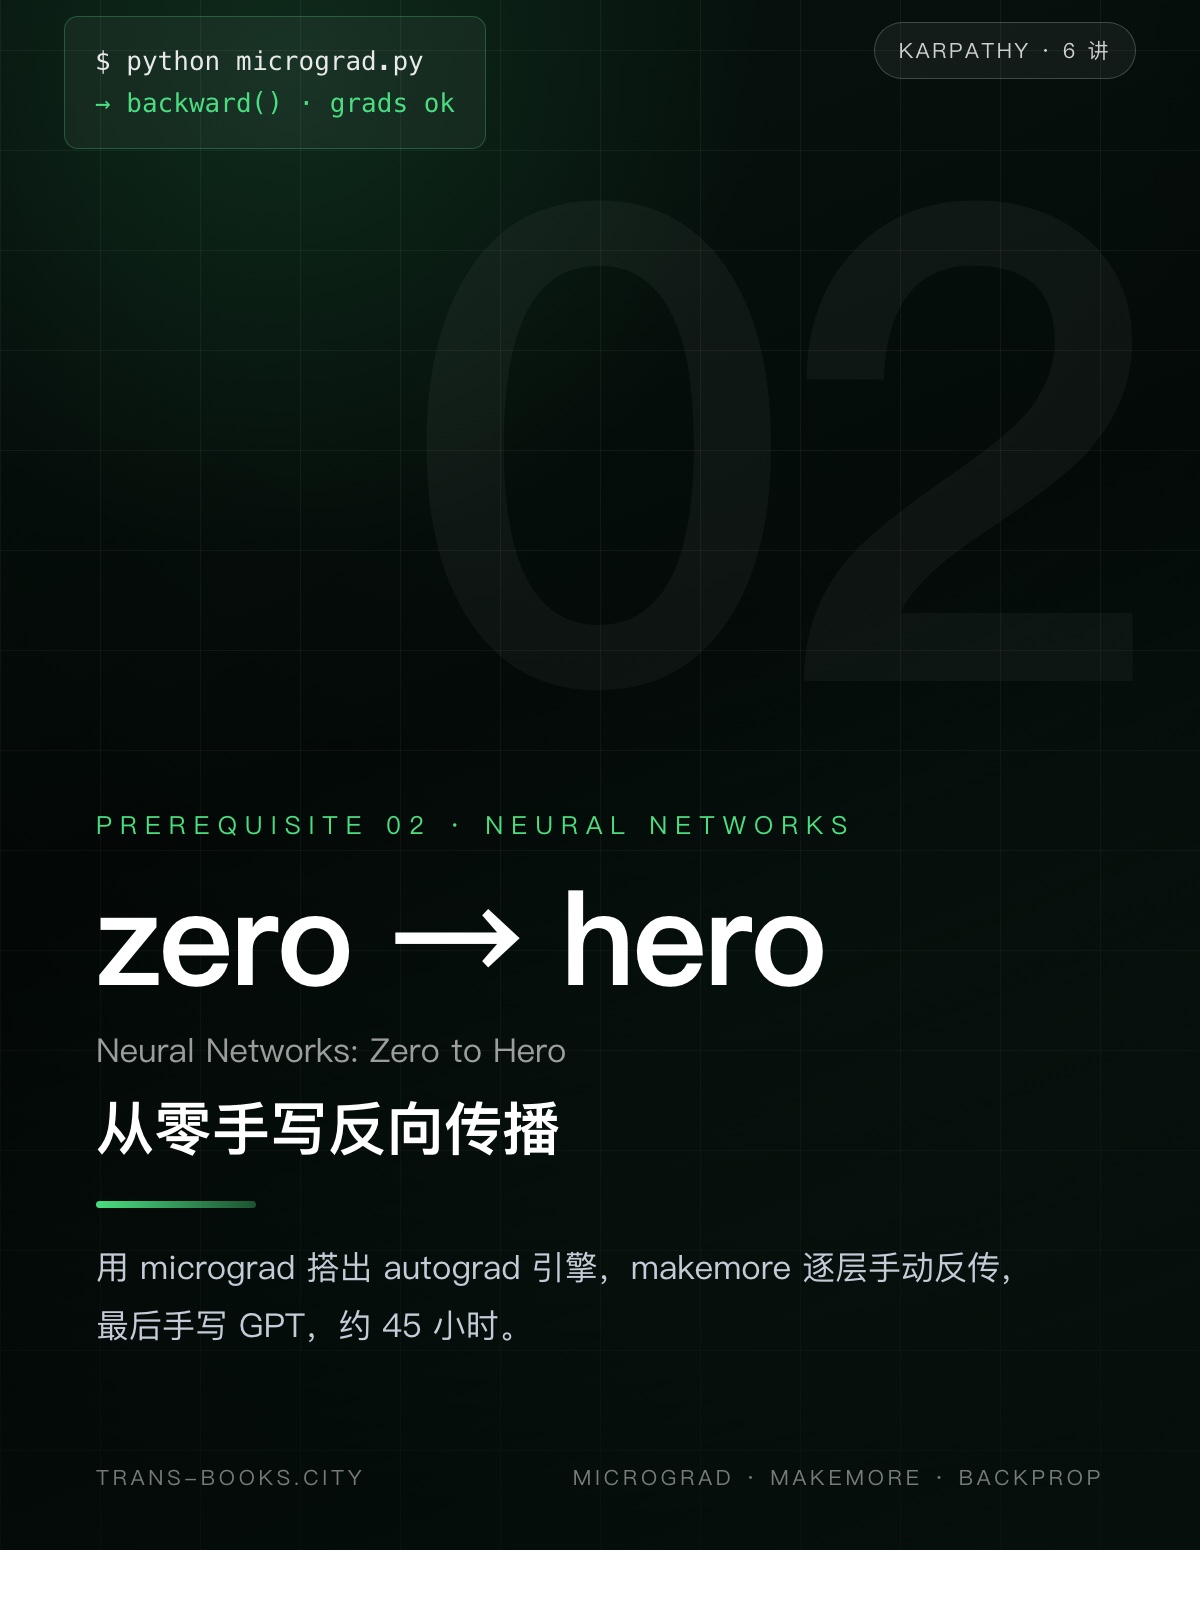 $ python micrograd.py
→ backward() · grads ok
KARPATHY · 6 讲
02
PREREQUISITE 02 · NEURAL NETWORKS
zero → hero
Neural Networks: Zero to Hero
从零手写反向传播
用 micrograd 搭出 autograd 引擎，makemore 逐层手动反传，
最后手写 GPT，约 45 小时。
TRANS–BOOKS.CITY
MICROGRAD · MAKEMORE · BACKPROP